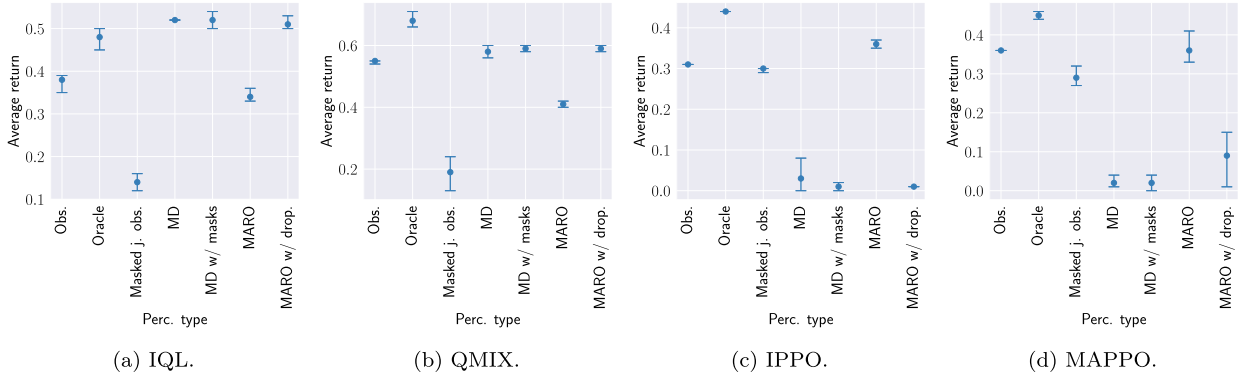 Average return
0.5
0.4
0.3
0.2
0.1
Obs.
Oracle
Masked j. obs.
MD
MD w/ masks
MARO
MARO w/ drop.
Perc. type
(a) IQL.
Average return
0.6
0.4
0.2
Obs.
Oracle
Masked j. obs.
MD
MD w/ masks
MARO
MARO w/ drop.
Perc. type
(b) QMIX.
Average return
0.4
0.3
0.2
0.1
0.0
Obs.
Oracle
Masked j. obs.
MD
MD w/ masks
MARO
MARO w/ drop.
Perc. type
(c) IPPO.
Average return
0.4
0.3
0.2
0.1
0.0
Obs.
Oracle
Masked j. obs.
MD
MD w/ masks
MARO
MARO w/ drop.
Perc. type
(d) MAPPO.